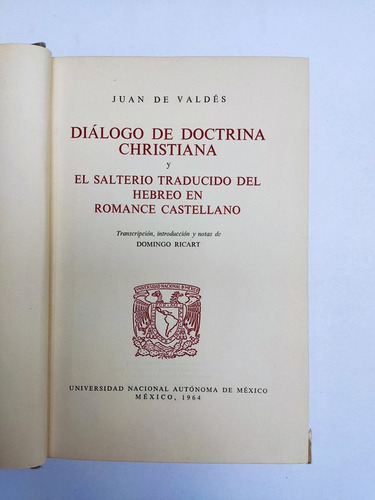 JUAN DE VALDÉS
DIÁLOGO DE DOCTRINA
CHRISTIANA
y
EL SALTERIO TRADUCIDO DEL
HEBREO EN
ROMANCE CASTELLANO
Transcripción, introducción y notas de
DOMINGO RICART
UNIVERSIDAD NACIONAL AUTÓNOMA DE MÉXICO
MÉXICO, 1964